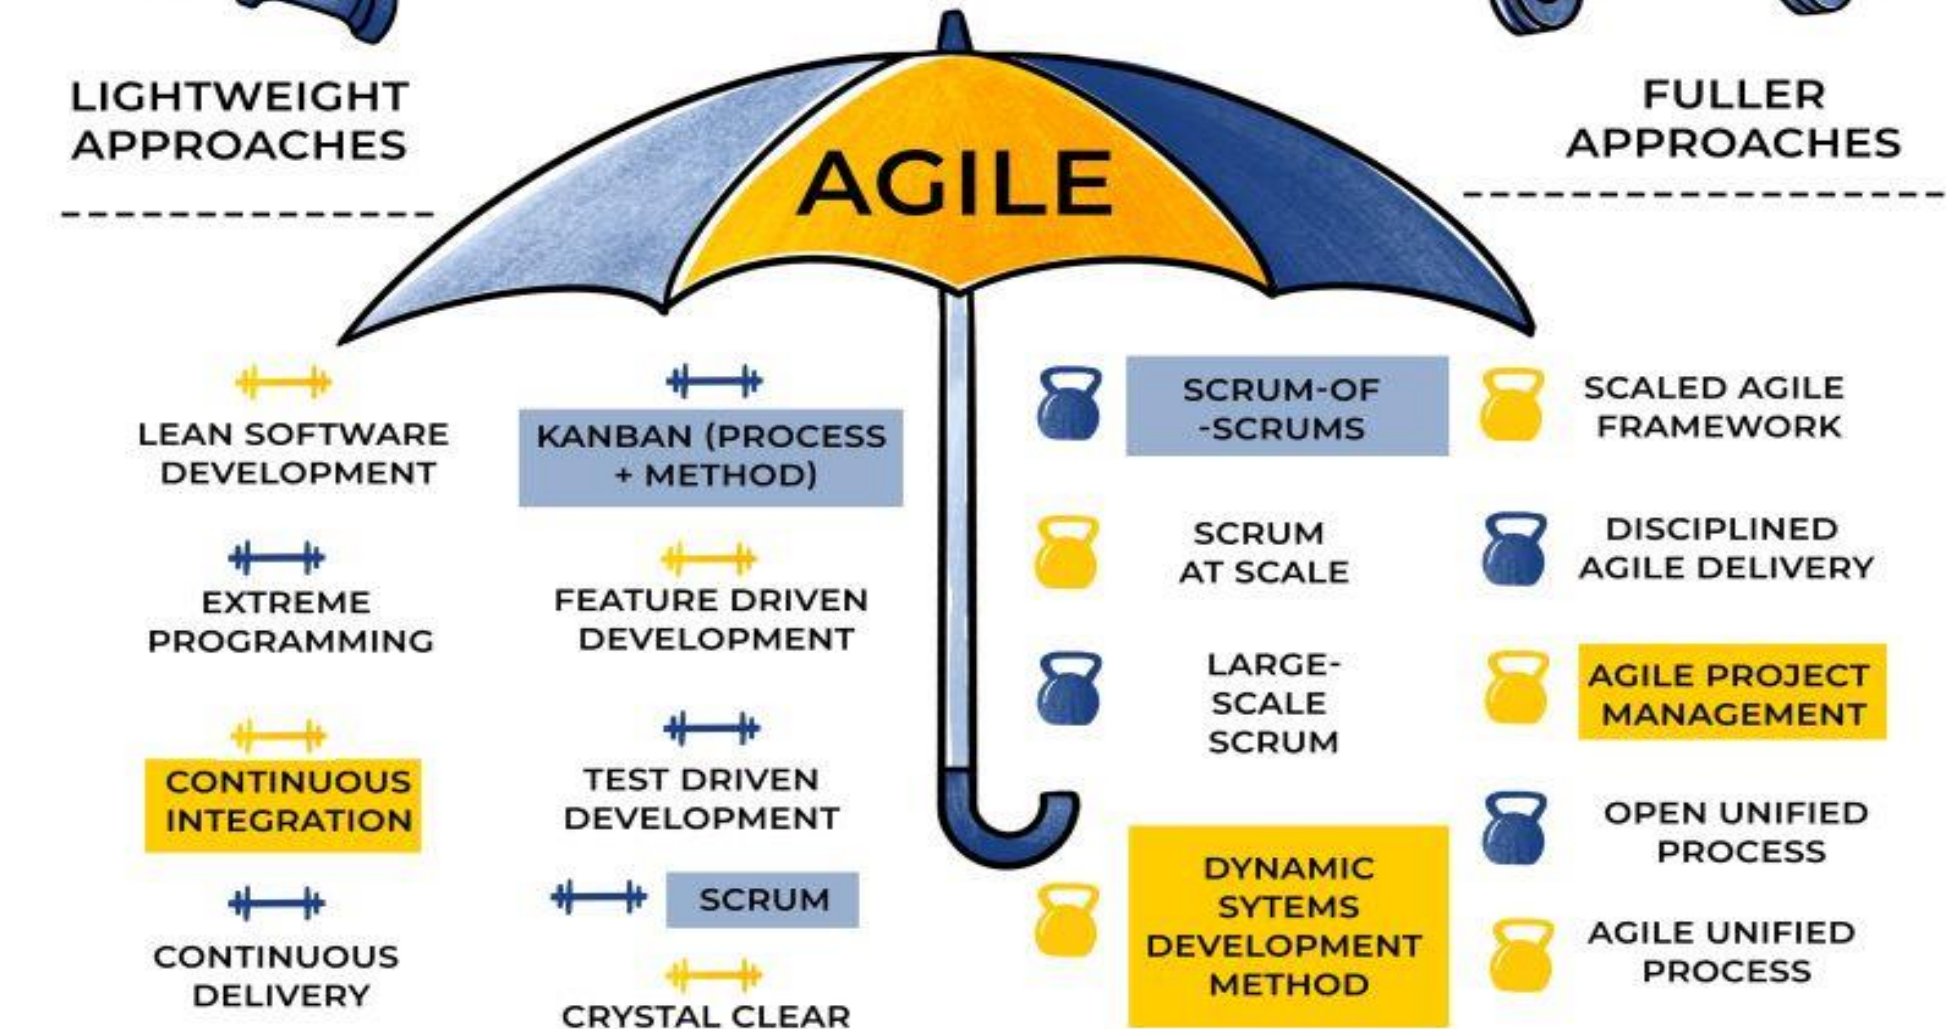 LIGHTWEIGHT
APPROACHES
AGILE
FULLER
APPROACHES
LEAN SOFTWARE
DEVELOPMENT
EXTREME
PROGRAMMING
CONTINUOUS
INTEGRATION
CONTINUOUS
DELIVERY
KANBAN (PROCESS
+ METHOD)
FEATURE DRIVEN
DEVELOPMENT
TEST DRIVEN
DEVELOPMENT
SCRUM
CRYSTAL CLEAR
SCRUM-OF
-SCRUMS
SCRUM
AT SCALE
LARGE-
SCALE
SCRUM
DYNAMIC
SYTEMS
DEVELOPMENT
METHOD
SCALED AGILE
FRAMEWORK
DISCIPLINED
AGILE DELIVERY
AGILE PROJECT
MANAGEMENT
OPEN UNIFIED
PROCESS
AGILE UNIFIED
PROCESS